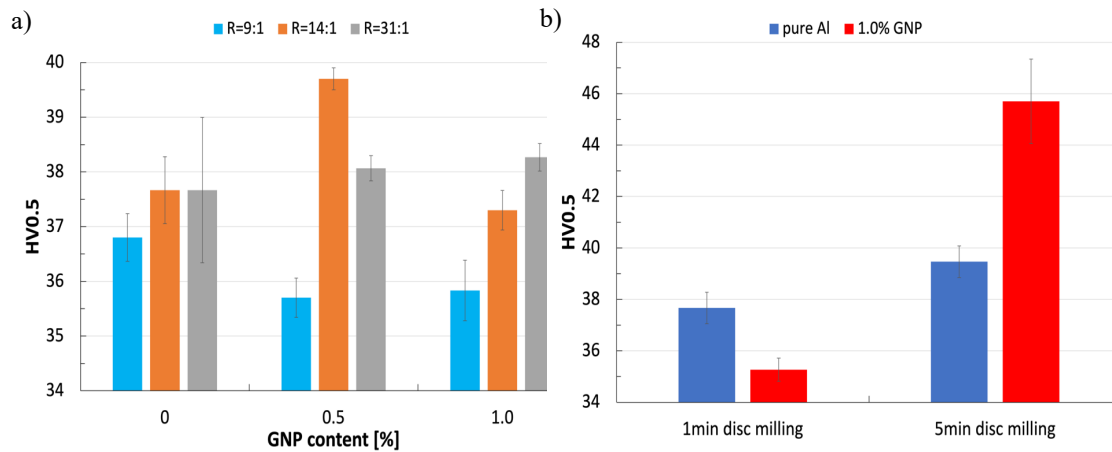 a)
R=9:1 R=14:1 R=31:1
40
39
38
37
36
35
34
HV0.5
0 0.5 1.0
GNP content [%]
b)
pure Al 1.0% GNP
48
46
44
42
40
38
36
34
HV0.5
1min disc milling 5min disc milling